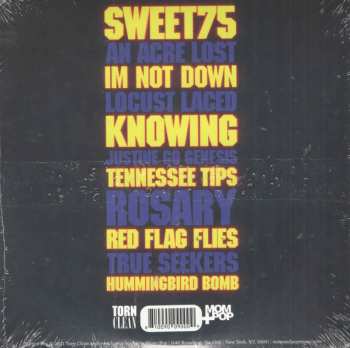 SWEET75
AN ACRE LOST
IM NOT DOWN
LOCUST LACED
KNOWING
JUSTINE GO GENESIS
TENNESSEE TIPS
ROSARY
RED FLAG FLIES
TRUE SEEKERS
HUMMINGBIRD BOMB
TORN CLEAN
MOM+POP